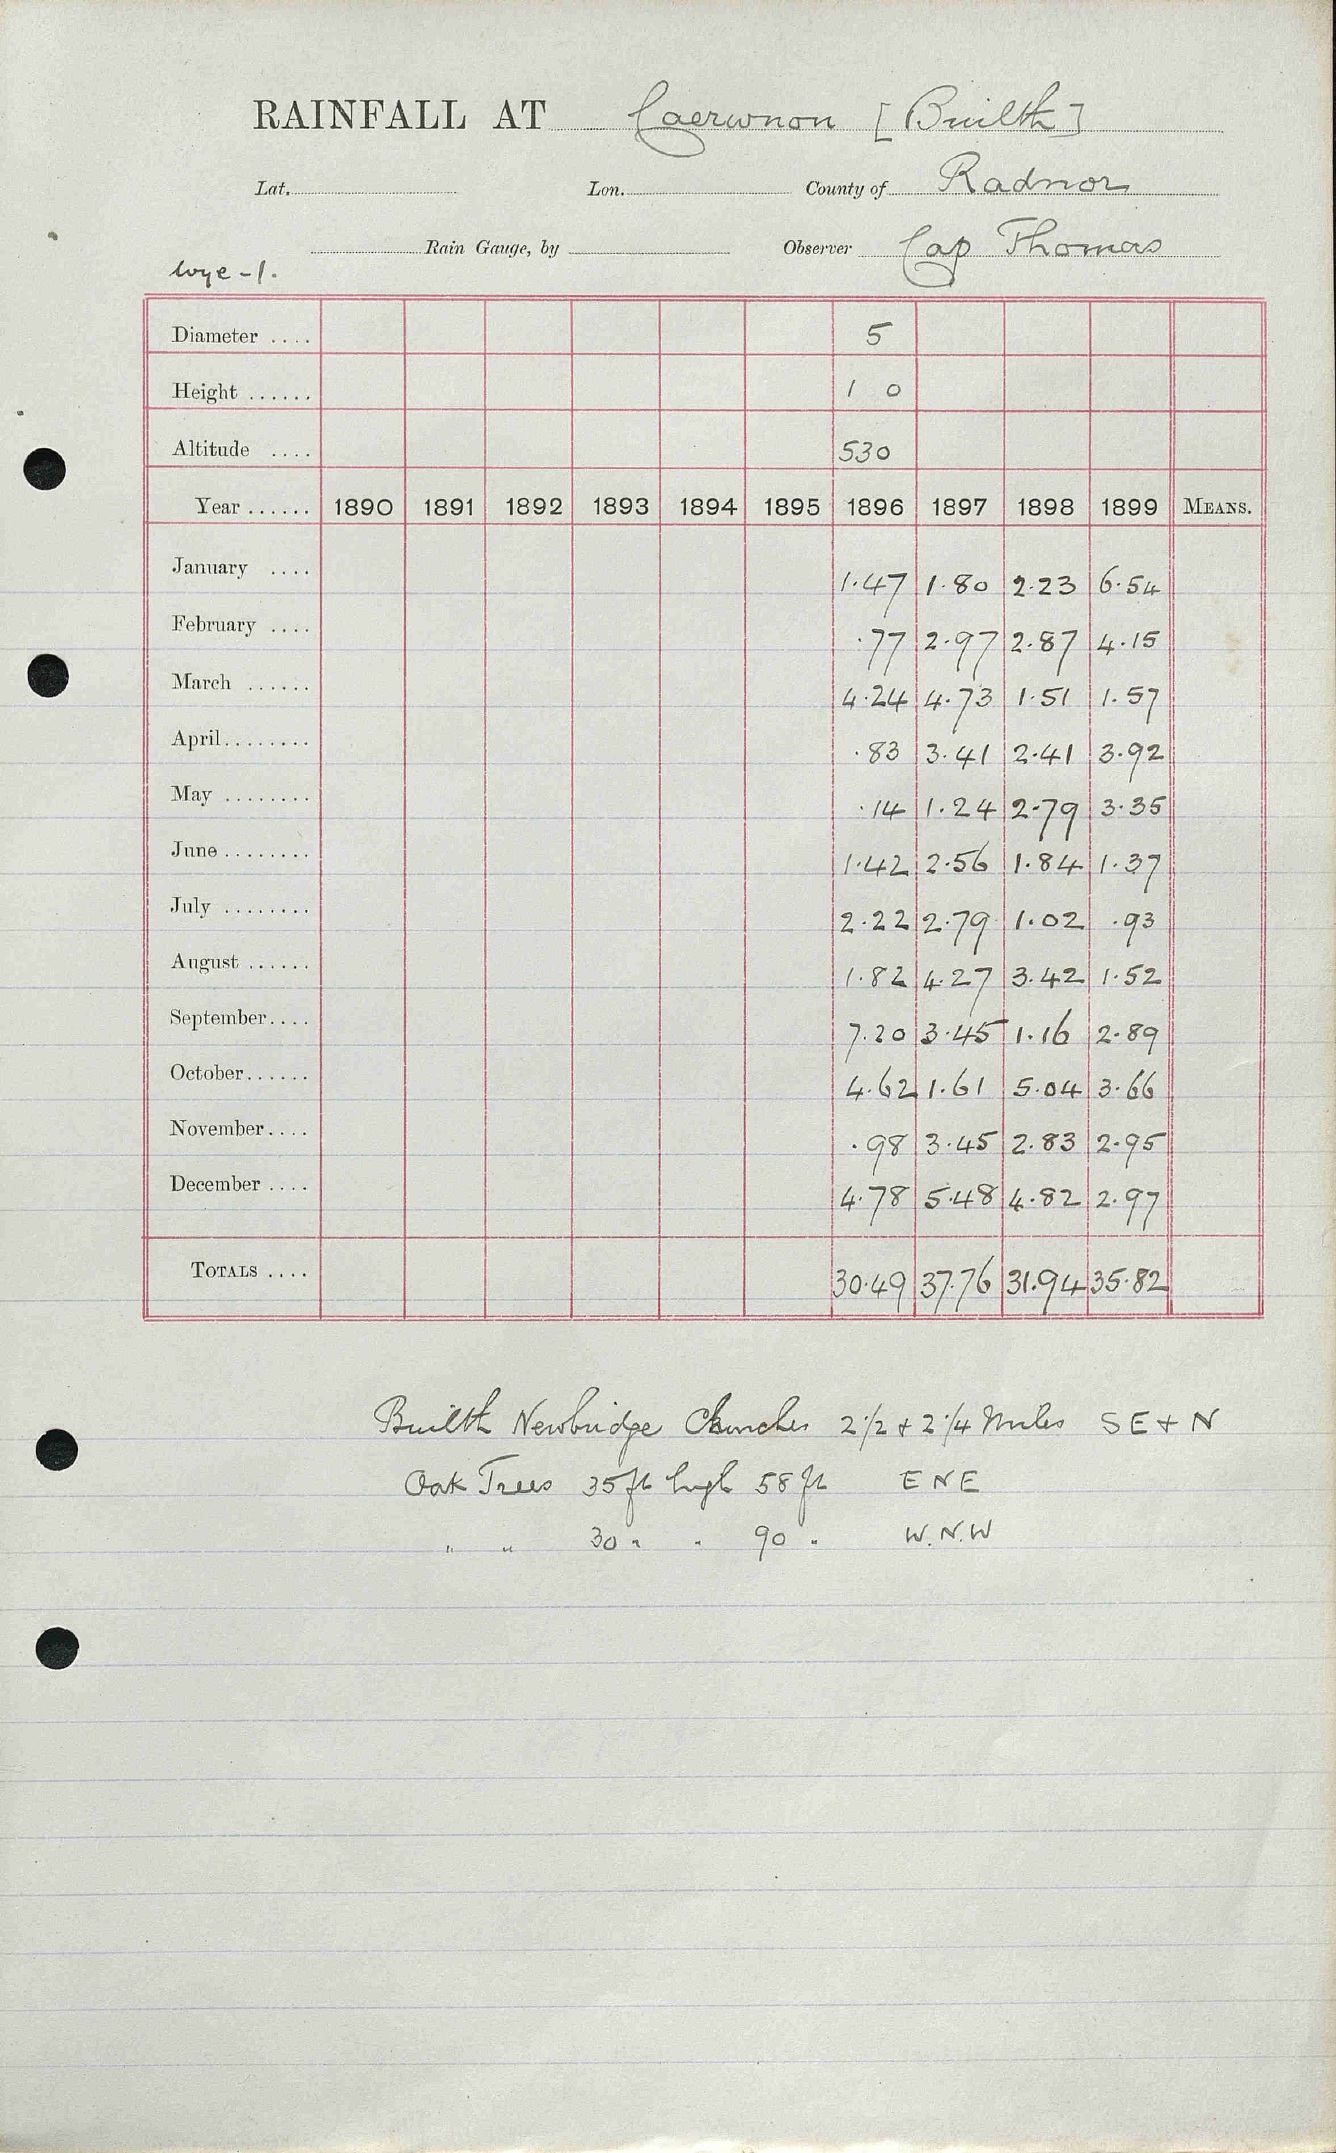 RAINFALL AT Caerwnon [Builth]
Lat. Lon. County of Radnor
Rain Gauge, by Observer Cap Thomas
Wye - 1.
Diameter .... 5
Height ...... 1 0
Altitude .... 530
Year ...... 1890 1891 1892 1893 1894 1895 1896 1897 1898 1899 MEANS.
January .... 1.47 1.80 2.23 6.54
February .... .77 2.97 2.87 4.15
March ...... 4.24 4.73 1.51 1.57
April ........ .83 3.41 2.41 3.92
May ........ .14 1.24 2.79 3.35
June ........ 1.42 2.56 1.84 1.37
July ........ 2.22 2.79 1.02 .93
August ...... 1.82 4.27 3.42 1.52
September .... 7.20 3.45 1.16 2.89
October ...... 4.62 1.61 5.04 3.66
November .... .98 3.45 2.83 2.95
December .... 4.78 5.48 4.82 2.97
TOTALS .... 30.49 37.76 31.94 35.82
Builth Newbridge Churches 2 1/2 + 2 1/4 Miles SE + N
Oak Trees 35 ft high 58 ft ENE
" " 30 " " 90 " W.N.W